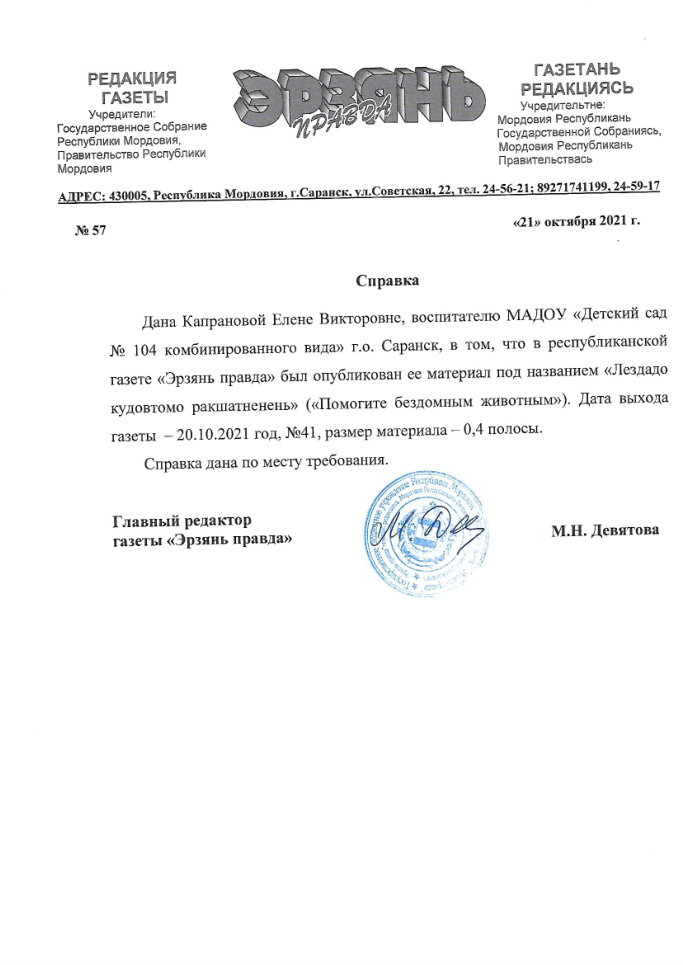 РЕДАКЦИЯ
ГАЗЕТЫ
Учредители:
Государственное Собрание
Республики Мордовия,
Правительство Республики
Мордовия
ЭРЗЯНЬ
ПРАВДА
ГАЗЕТАНЬ
РЕДАКЦИЯСЬ
Учредительтне:
Мордовия Республикань
Государственной Собраниясь,
Мордовия Республикань
Правительствась
АДРЕС: 430005, Республика Мордовия, г.Саранск, ул.Советская, 22, тел. 24-56-21; 89271741199, 24-59-17
№ 57
«21» октября 2021 г.
Справка
Дана Капрановой Елене Викторовне, воспитателю МАДОУ «Детский сад
№ 104 комбинированного вида» г.о. Саранск, в том, что в республиканской
газете «Эрзянь правда» был опубликован ее материал под названием «Лездадо
кудовтомо ракшатненень» («Помогите бездомным животным»). Дата выхода
газеты – 20.10.2021 год, №41, размер материала – 0,4 полосы.
Справка дана по месту требования.
Главный редактор
газеты «Эрзянь правда»
М.Н. Девятова